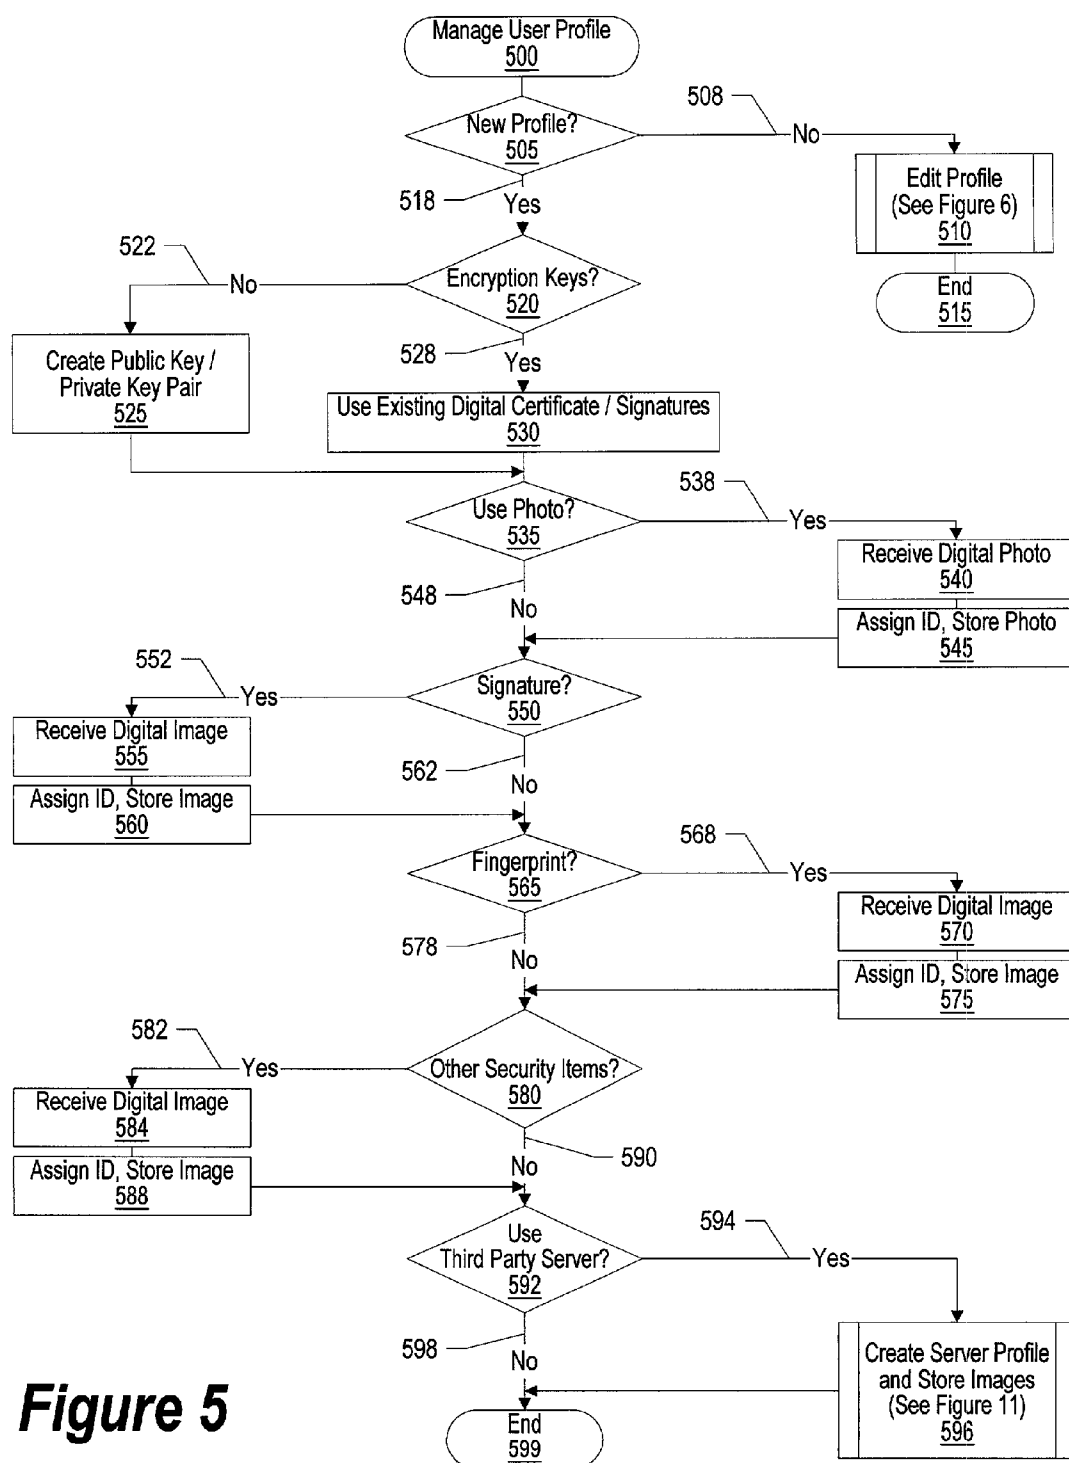 Manage User Profile
500
508
New Profile?
505
No
518
Yes
Edit Profile
(See Figure 6)
510
522
No
Encryption Keys?
520
End
515
528
Yes
Create Public Key /
Private Key Pair
525
Use Existing Digital Certificate / Signatures
530
538
Use Photo?
535
Yes
Receive Digital Photo
540
548
No
Assign ID, Store Photo
545
552
Yes
Signature?
550
Receive Digital Image
555
562
No
Assign ID, Store Image
560
568
Fingerprint?
565
Yes
Receive Digital Image
570
578
No
Assign ID, Store Image
575
582
Yes
Other Security Items?
580
Receive Digital Image
584
590
No
Assign ID, Store Image
588
594
Use
Third Party Server?
592
Yes
598
No
Create Server Profile
and Store Images
(See Figure 11)
596
Figure 5
End
599